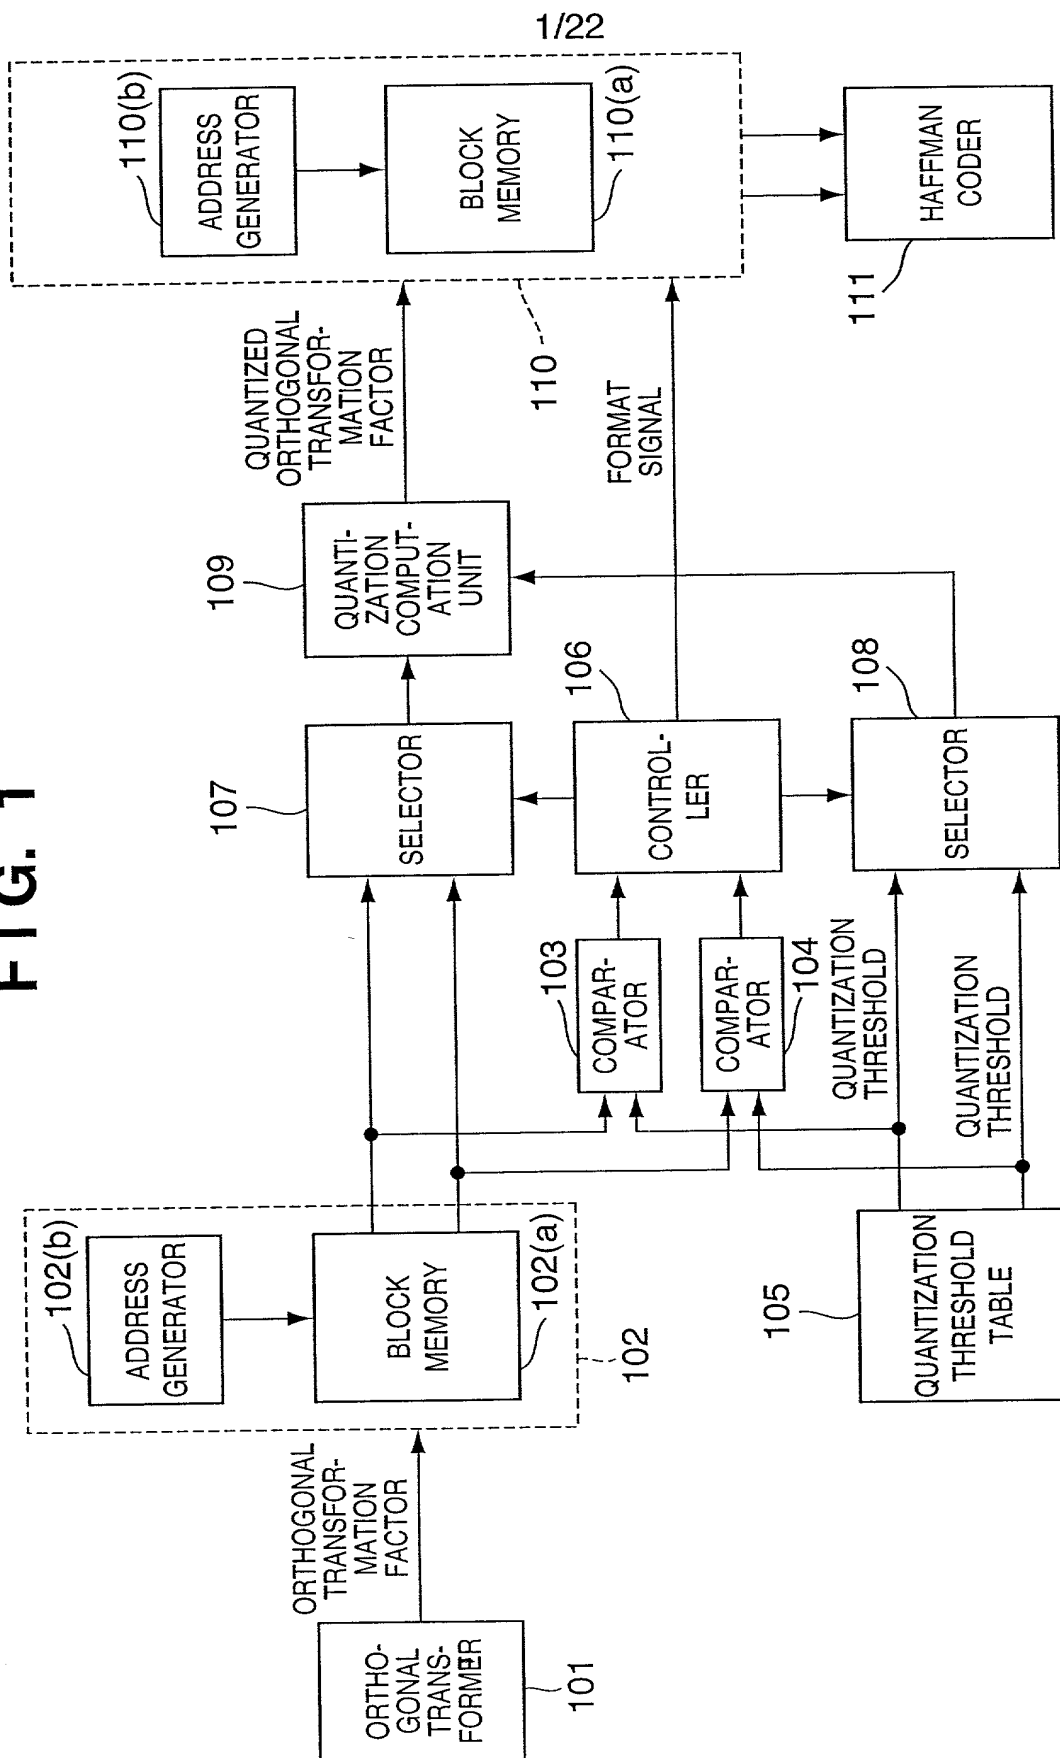 1/22
FIG. 1
ORTHO-
GONAL
TRANS-
FORMER
101
ORTHOGONAL
TRANSFOR-
MATION
FACTOR
102(b)
ADDRESS
GENERATOR
BLOCK
MEMORY
102(a)
102
105
QUANTIZATION
THRESHOLD
TABLE
103
COMPAR-
ATOR
COMPAR-
ATOR
104
QUANTIZATION
THRESHOLD
QUANTIZATION
THRESHOLD
107
SELECTOR
106
CONTROL-
LER
108
SELECTOR
109
QUANTI-
ZATION
COMPUT-
ATION
UNIT
QUANTIZED
ORTHOGONAL
TRANSFOR-
MATION
FACTOR
FORMAT
SIGNAL
110
110(b)
ADDRESS
GENERATOR
BLOCK
MEMORY
110(a)
HAFFMAN
CODER
111